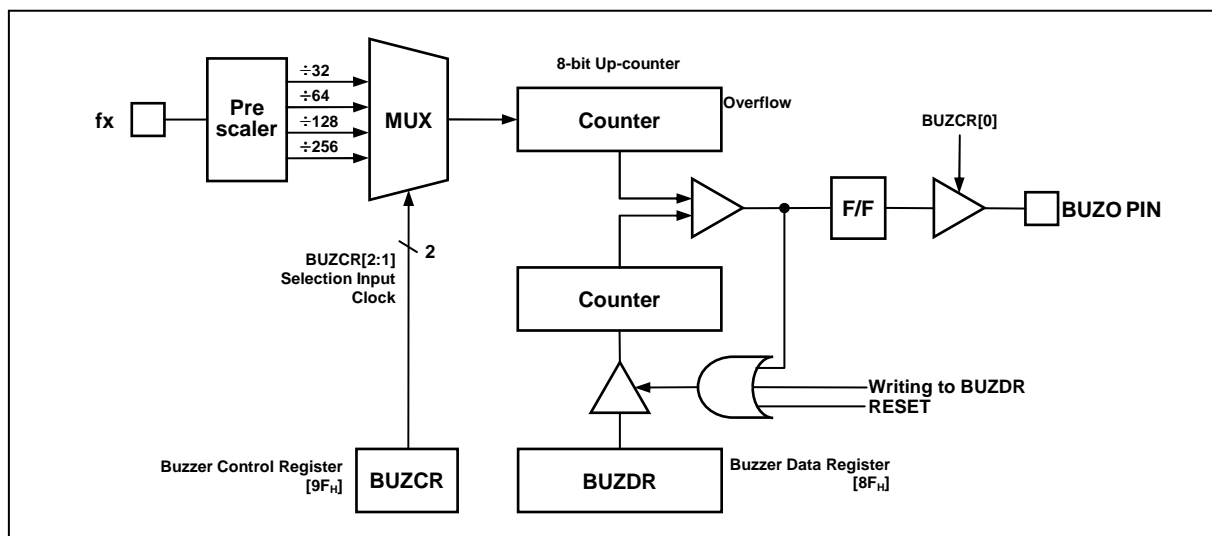 fx
Pre
scaler
÷32
÷64
÷128
÷256
MUX
8-bit Up-counter
Counter
Overflow
BUZCR[0]
F/F
BUZO PIN
2
BUZCR[2:1]
Selection Input
Clock
Counter
Writing to BUZDR
RESET
Buzzer Control Register
[9FH]
BUZCR
BUZDR
Buzzer Data Register
[8FH]